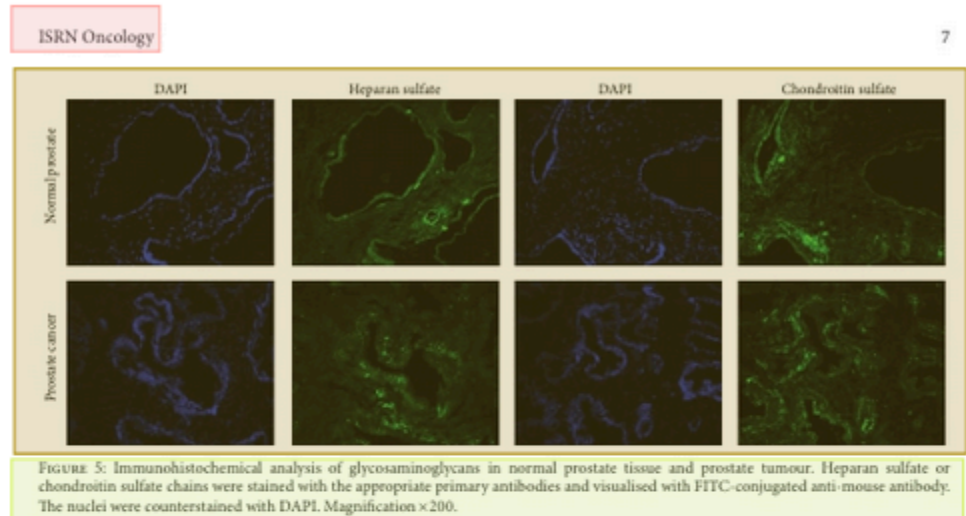 ISRN Oncology 7
DAPI Heparan sulfate DAPI Chondroitin sulfate
Normal prostate
Prostate cancer
FIGURE 5: Immunohistochemical analysis of glycosaminoglycans in normal prostate tissue and prostate tumour. Heparan sulfate or
chondroitin sulfate chains were stained with the appropriate primary antibodies and visualised with FITC-conjugated anti-mouse antibody.
The nuclei were counterstained with DAPI. Magnification ×200.